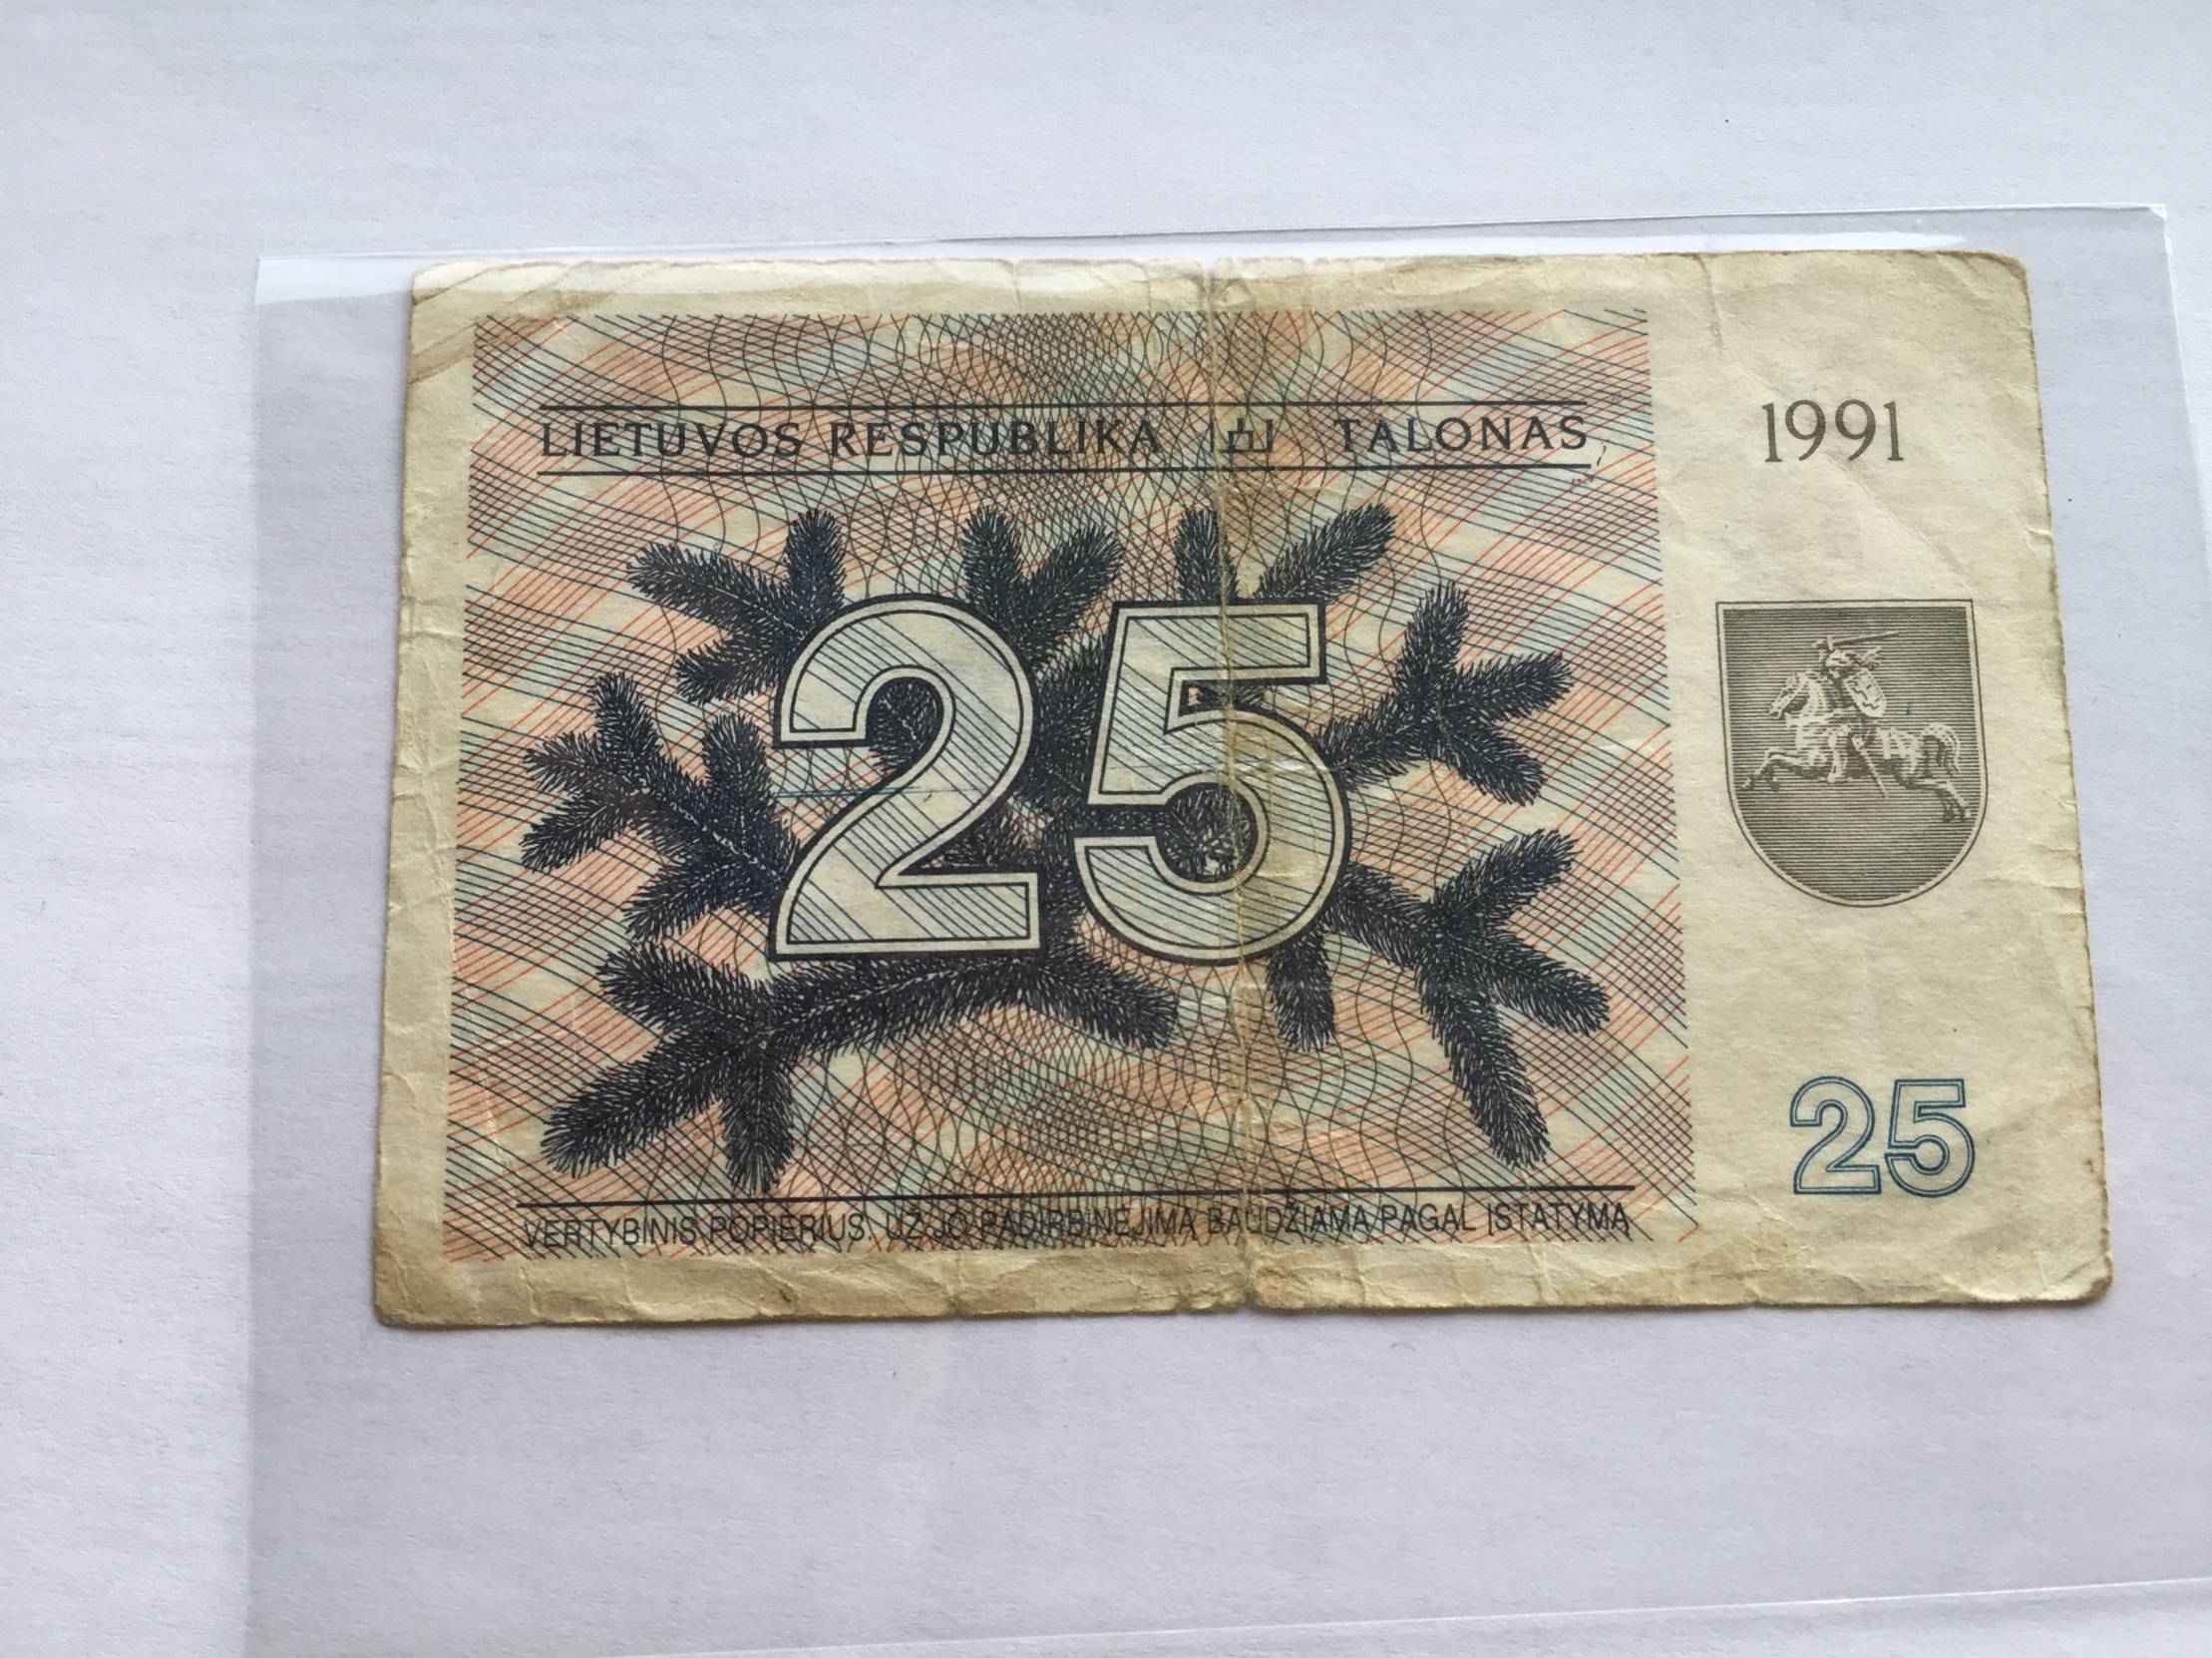 LIETUVOS RESPUBLIKA TALONAS
1991
25
25
VERTYBINIS POPIERIUS. UŽ JO PADIRBINĖJIMĄ BAUDŽIAMA PAGAL ĮSTATYMĄ